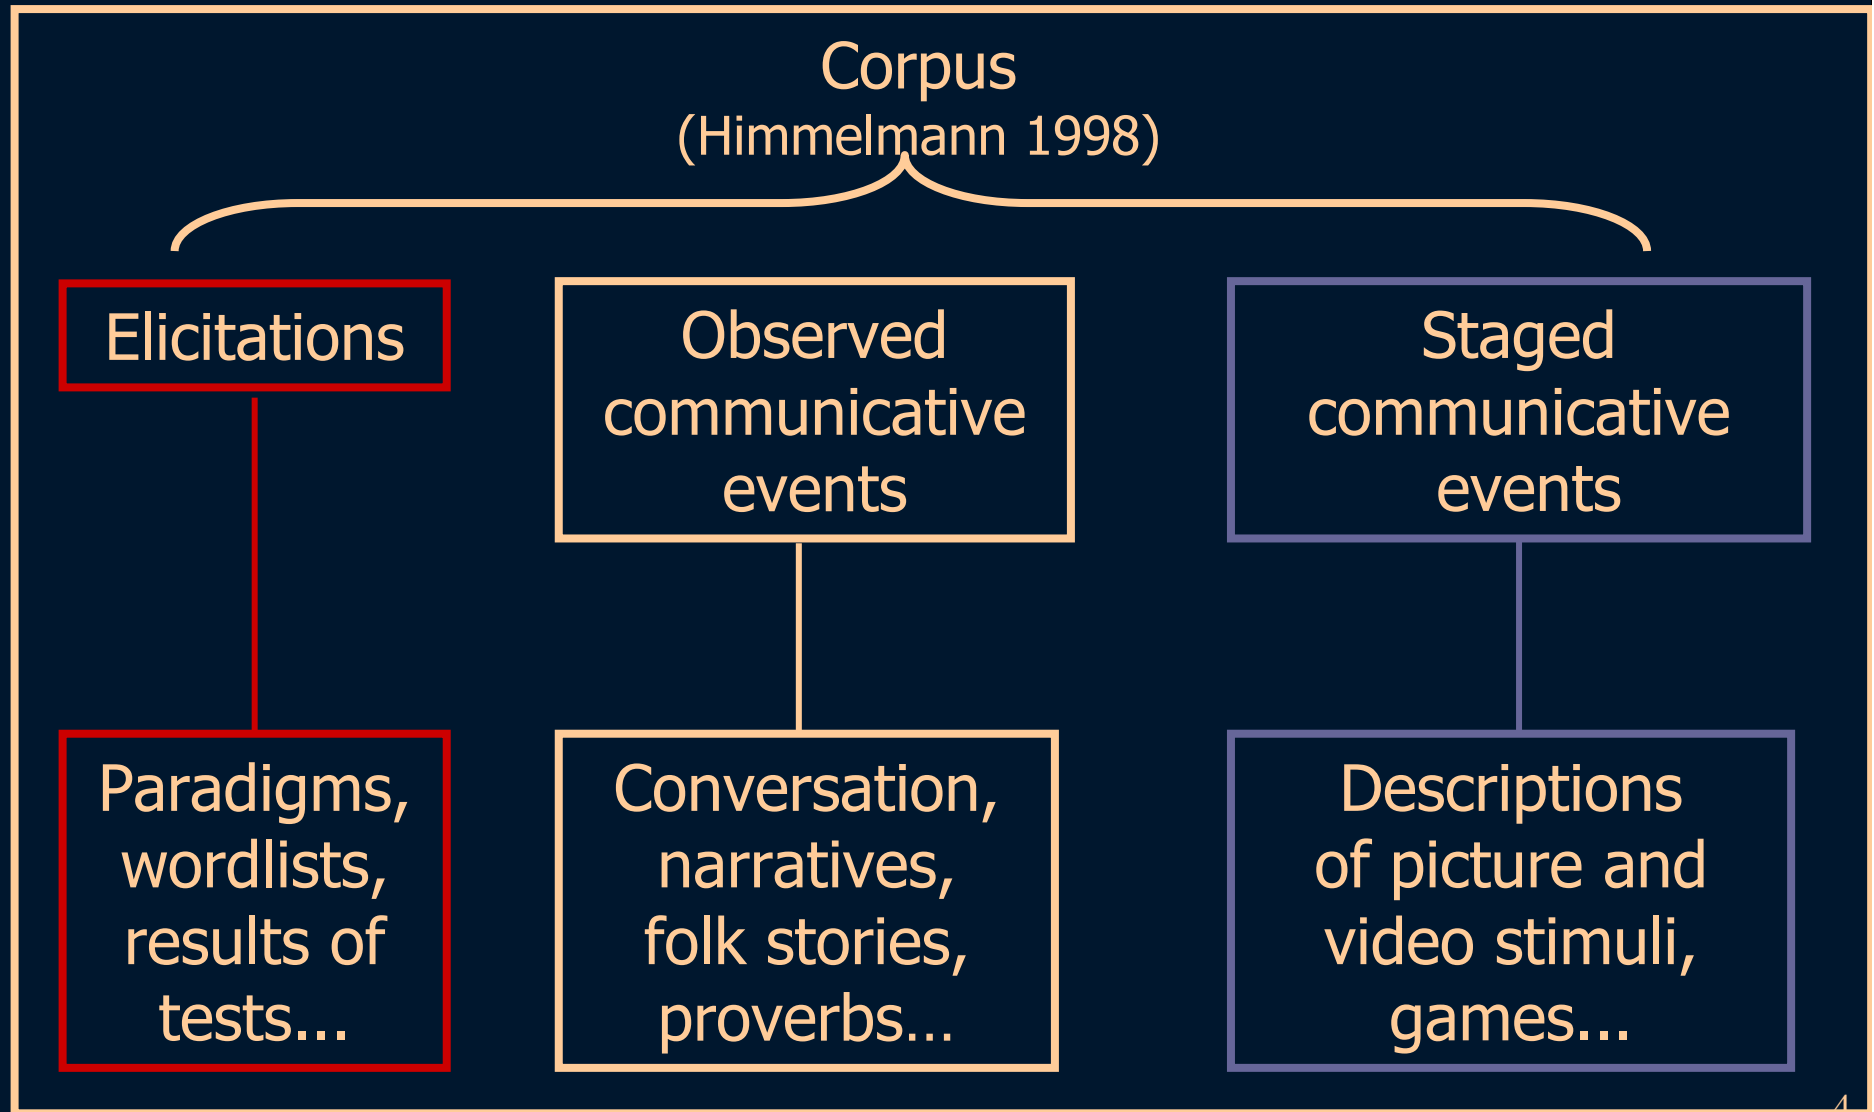 Corpus
(Himmelmann 1998)
Elicitations
Observed
communicative
events
Staged
communicative
events
Paradigms,
wordlists,
results of
tests...
Conversation,
narratives,
folk stories,
proverbs...
Descriptions
of picture and
video stimuli,
games...
4